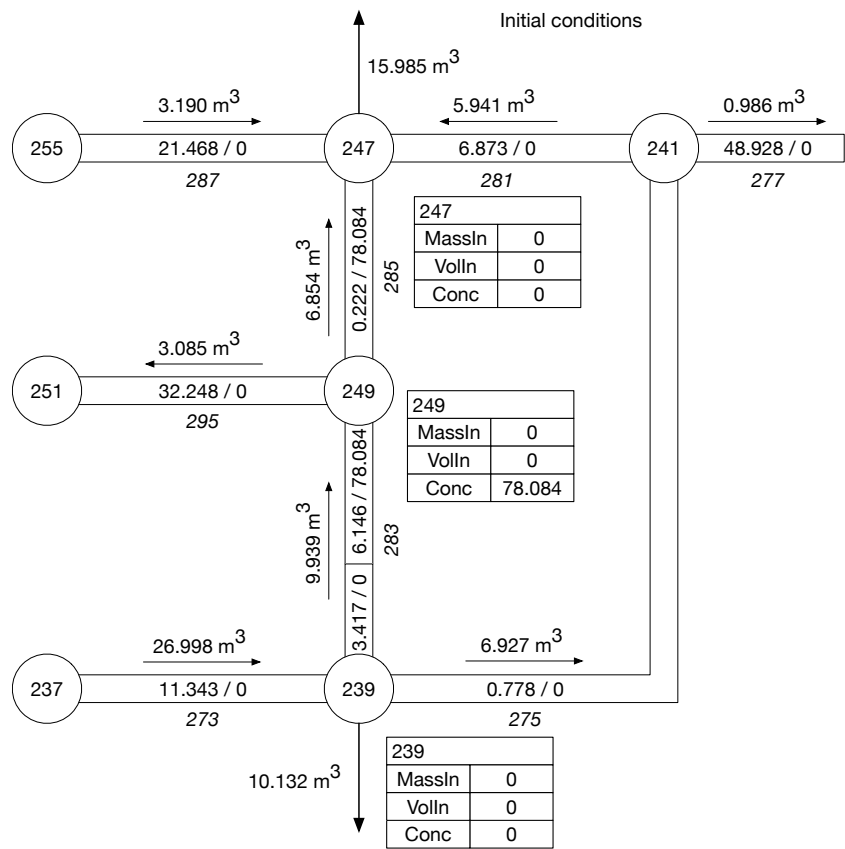 Initial conditions
15.985 m³
3.190 m³
5.941 m³
0.986 m³
255
21.468 / 0
247
6.873 / 0
241
48.928 / 0
287
281
277
6.854 m³
0.222 / 78.084
285
247
MassIn 0
VolIn 0
Conc 0
3.085 m³
251
32.248 / 0
249
295
249
MassIn 0
VolIn 0
Conc 78.084
9.939 m³
6.146 / 78.084
283
3.417 / 0
26.998 m³
6.927 m³
237
11.343 / 0
239
0.778 / 0
273
275
10.132 m³
239
MassIn 0
VolIn 0
Conc 0